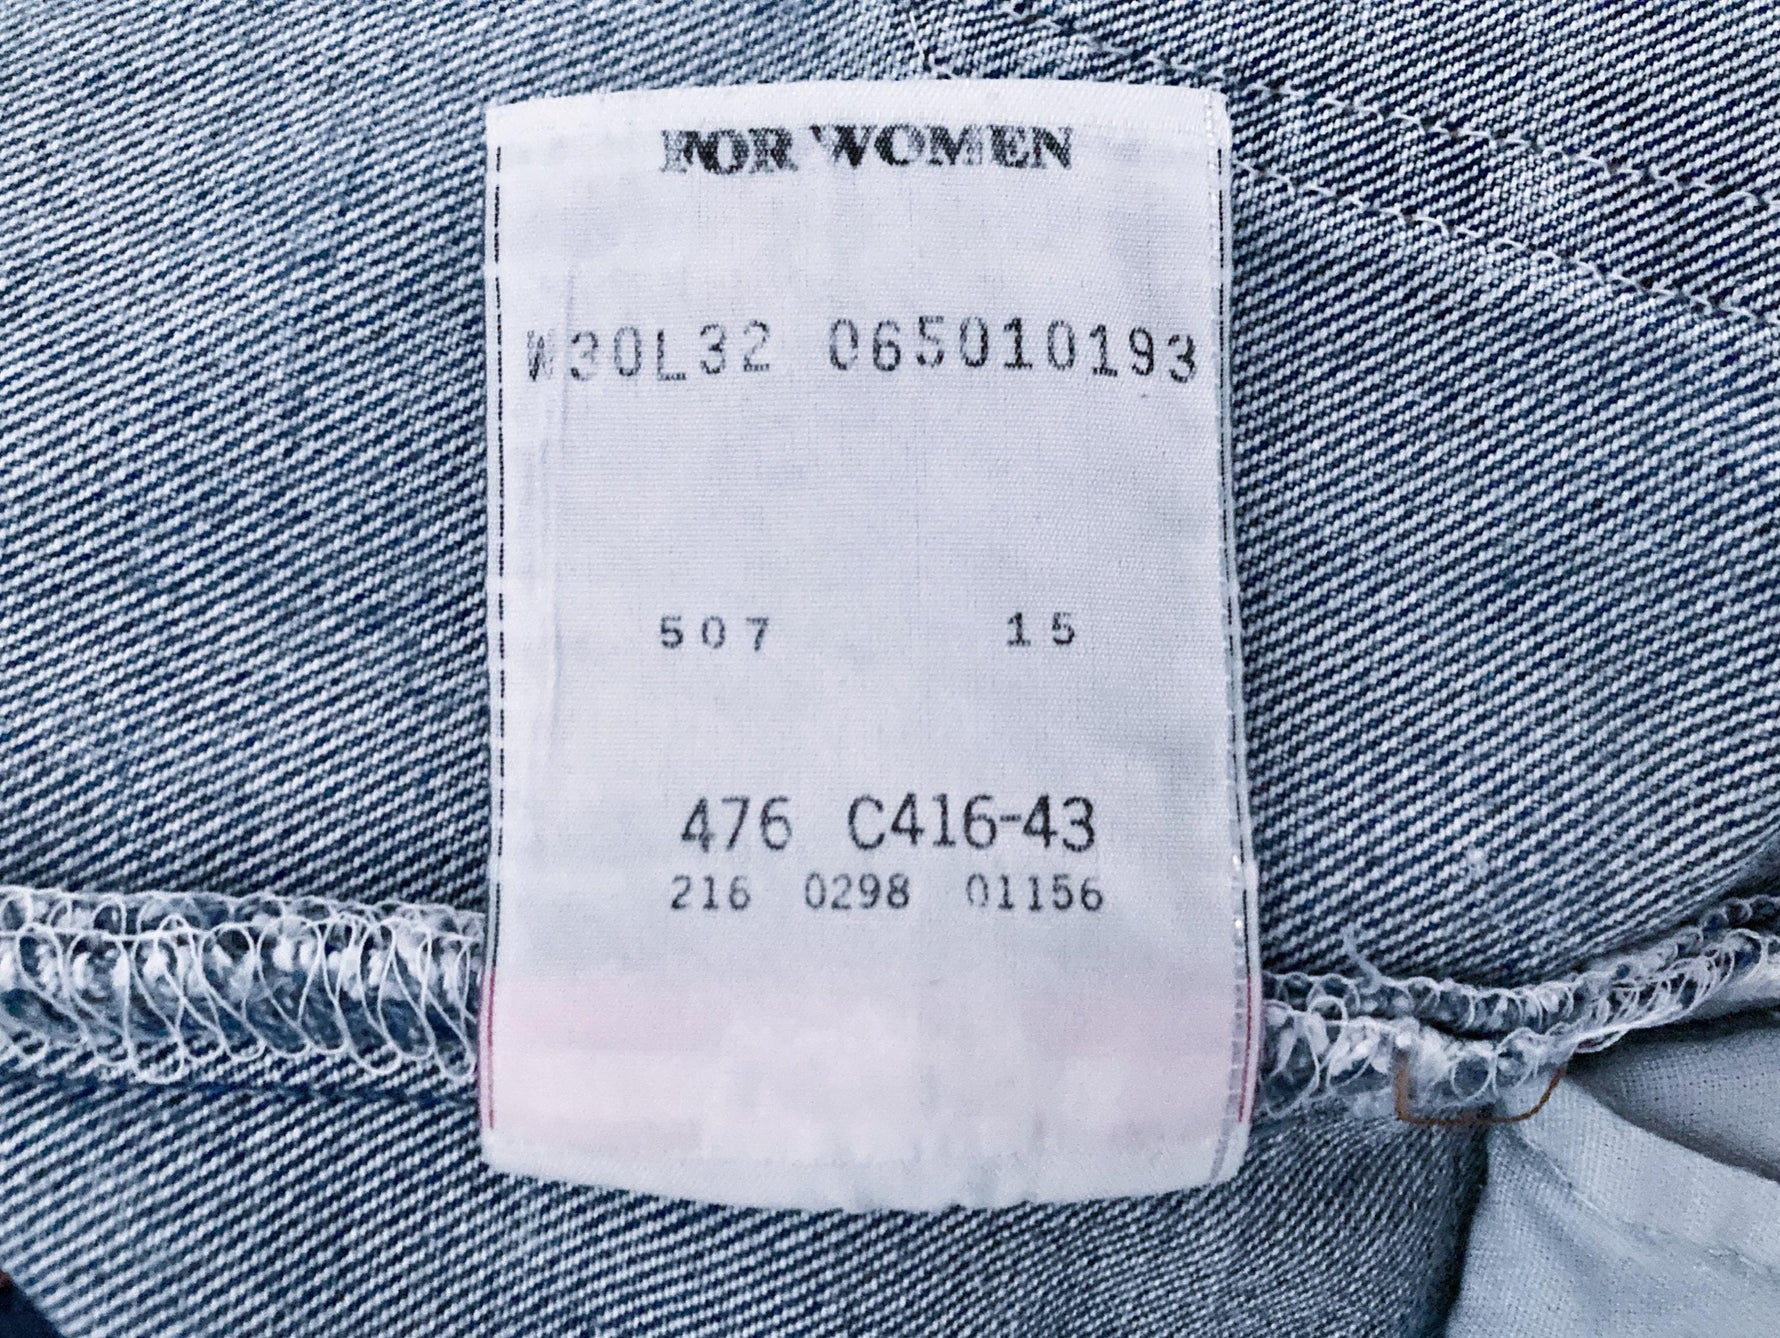 FOR WOMEN
W30L32 065010193
507 15
476 C416-43
216 0298 01156